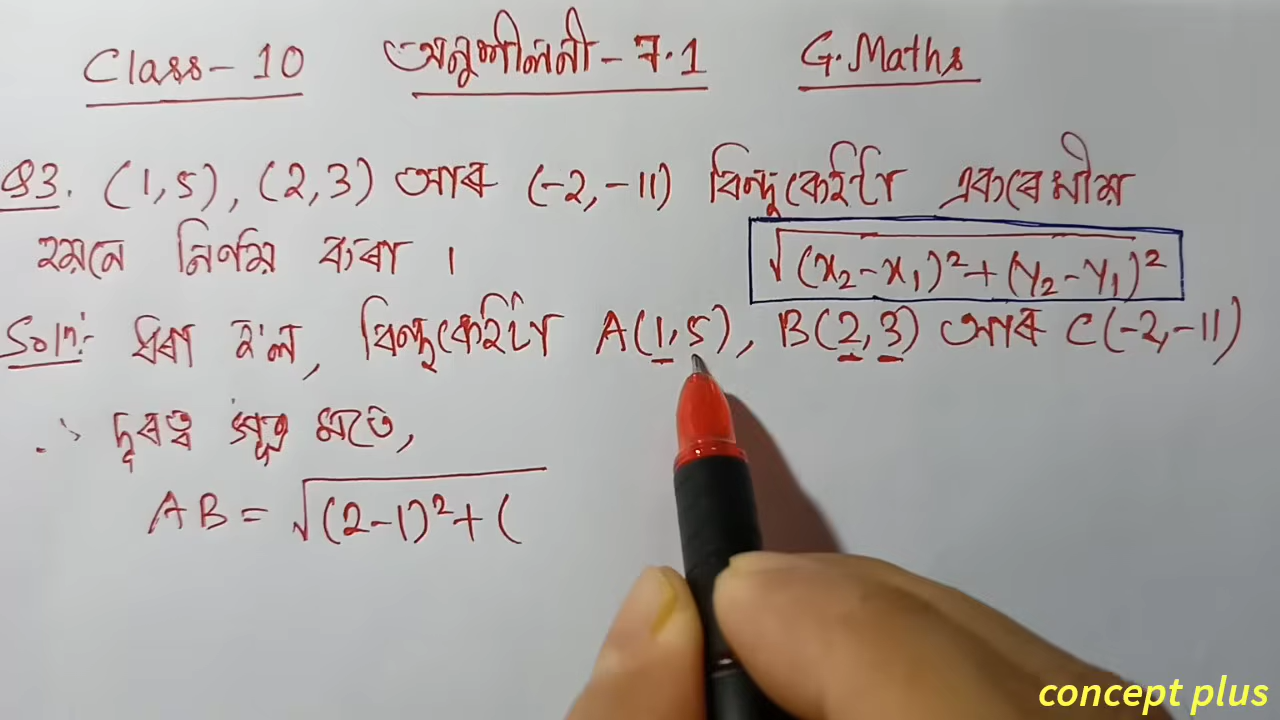 Class-10 অনুশীলনী-7.1 G.Maths
Q3. (1,5), (2,3) আৰু (-2,-11) বিন্দুকেইটা একৰেখীয়
হয়নে নিৰ্ণয় কৰা ।
√(x₂-x₁)²+(y₂-y₁)²
Solⁿ:- ধৰা হ'ল, বিন্দুকেইটা A(1,5), B(2,3) আৰু C(-2,-11)
∴ দূৰত্ব সূত্ৰ মতে,
AB = √(2-1)²+(
concept plus